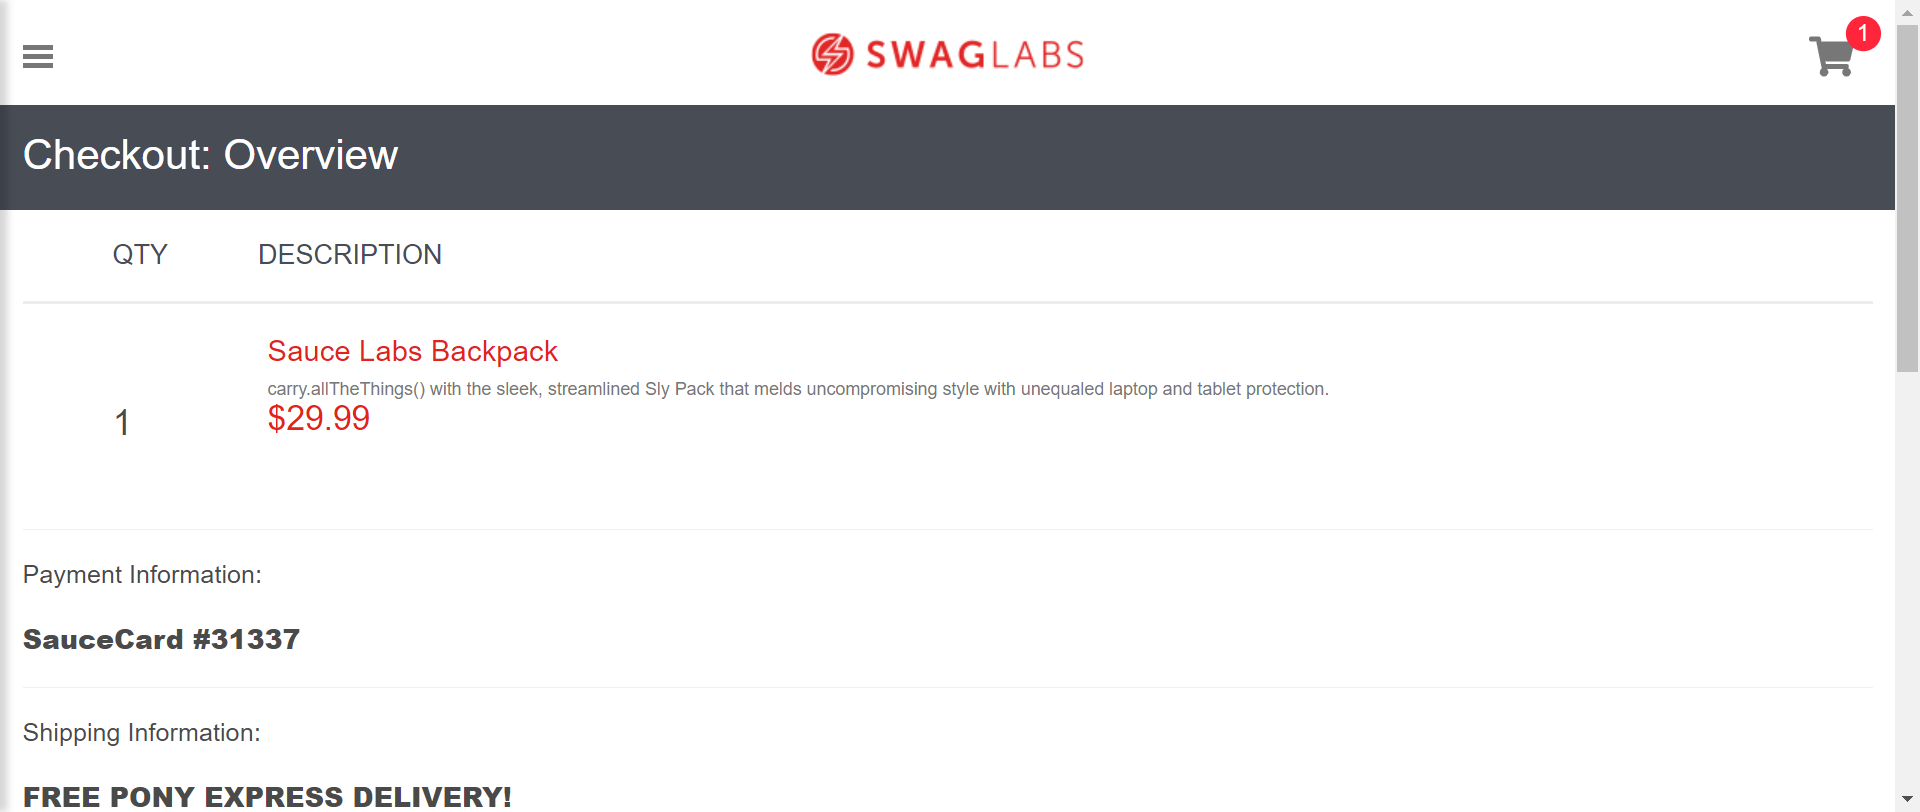 SWAGLABS
1
Checkout: Overview
QTY DESCRIPTION
Sauce Labs Backpack
carry.allTheThings() with the sleek, streamlined Sly Pack that melds uncompromising style with unequaled laptop and tablet protection.
1
$29.99
Payment Information:
SauceCard #31337
Shipping Information:
FREE PONY EXPRESS DELIVERY!